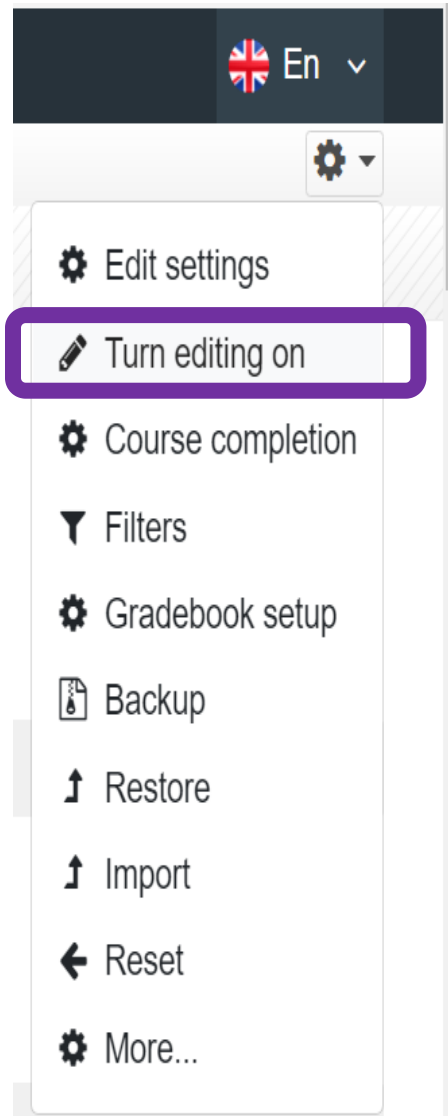 En
Edit settings
Turn editing on
Course completion
Filters
Gradebook setup
Backup
Restore
Import
Reset
More...